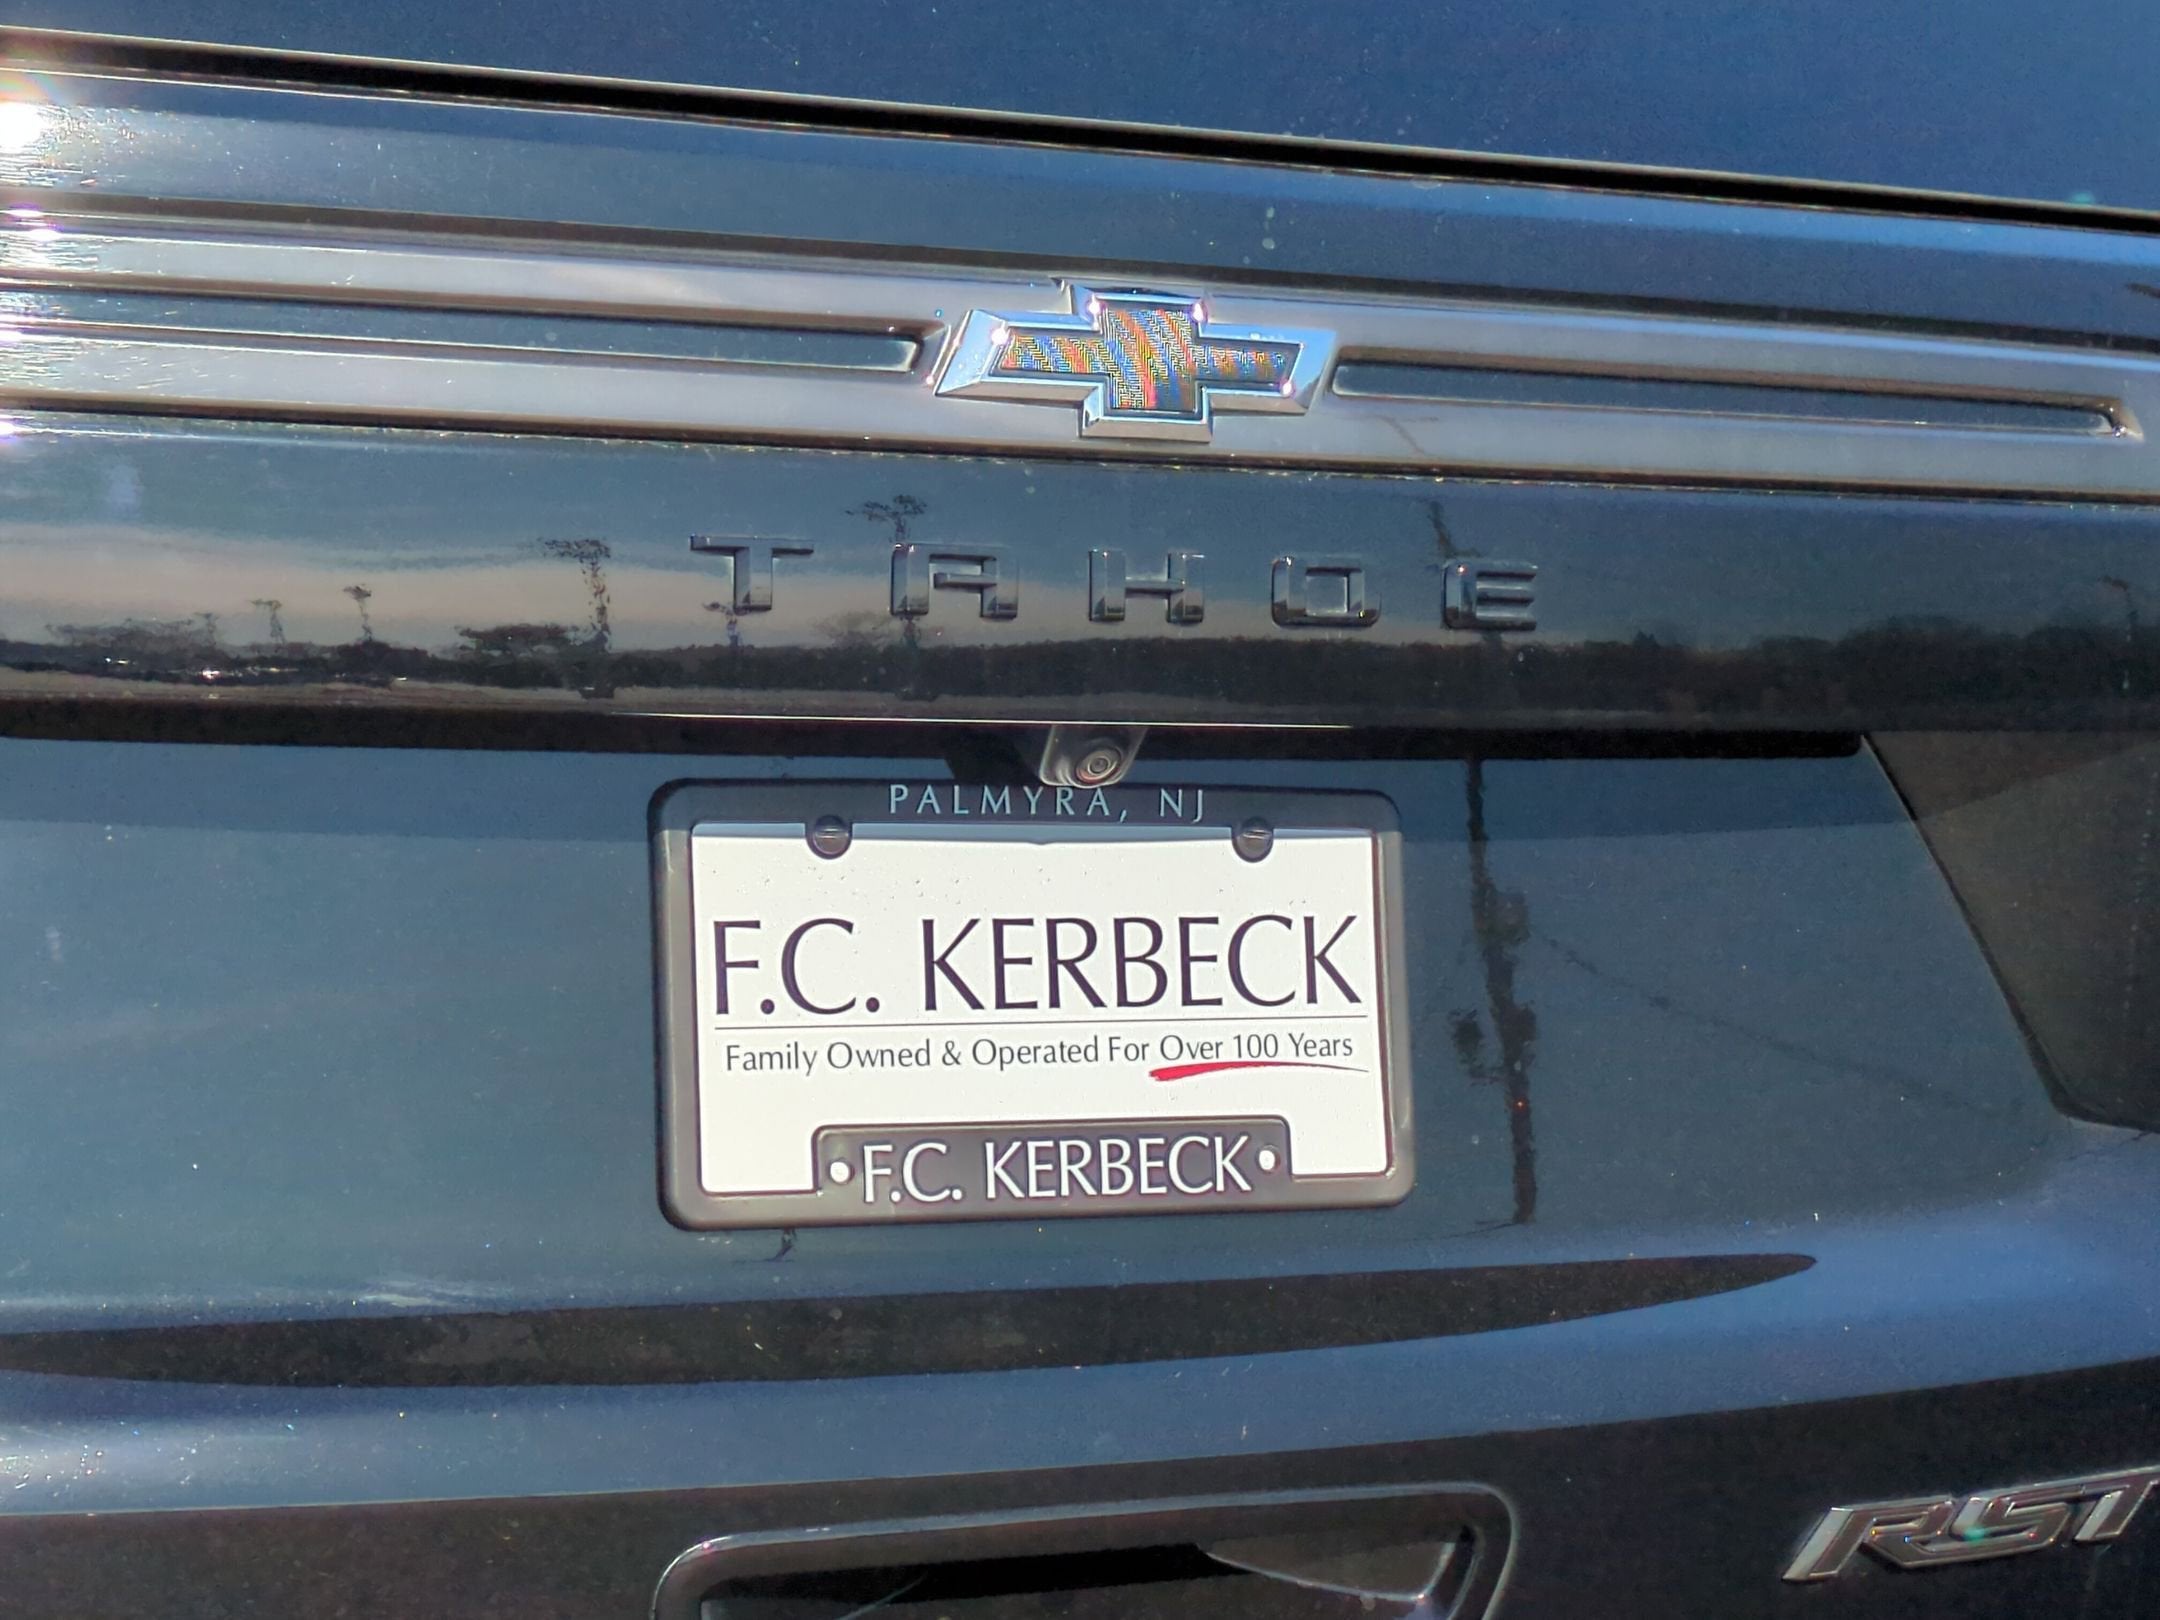 TAHOE
PALMYRA, NJ
F.C. KERBECK
Family Owned & Operated For Over 100 Years
F.C. KERBECK
RST